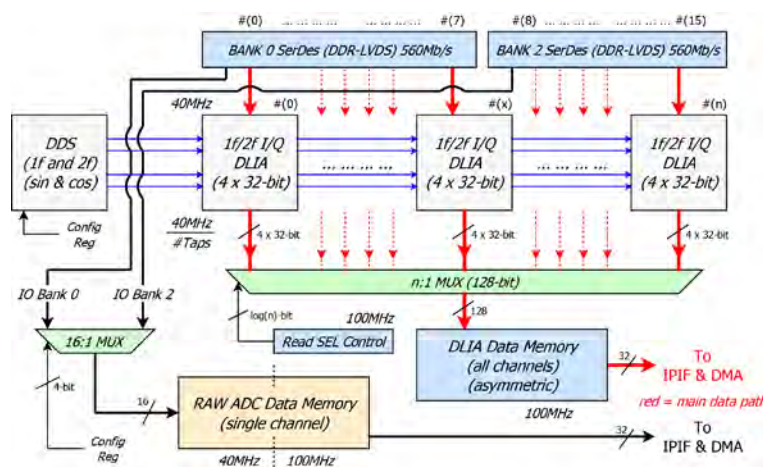 #(0) ... ... ... ... #(7) #(8) ... ... ... ... #(15)
BANK 0 SerDes (DDR-LVDS) 560Mb/s
BANK 2 SerDes (DDR-LVDS) 560Mb/s
40MHz
#(0)
#(x)
#(n)
DDS
(1f and 2f)
(sin & cos)
1f/2f I/Q
DLIA
(4 x 32-bit)
... ... ... ...
1f/2f I/Q
DLIA
(4 x 32-bit)
... ... ... ...
1f/2f I/Q
DLIA
(4 x 32-bit)
Config
Reg
40MHz
#Taps
4 x 32-bit
4 x 32-bit
4 x 32-bit
n:1 MUX (128-bit)
IO Bank 0
IO Bank 2
log(n)-bit
100MHz
128
Read SEL Control
16:1 MUX
DLIA Data Memory
(all channels)
(asymmetric)
100MHz
32
To
IPIF & DMA
red = main data path
4-bit
16
RAW ADC Data Memory
(single channel)
32
To
IPIF & DMA
Config
Reg
40MHz
100MHz